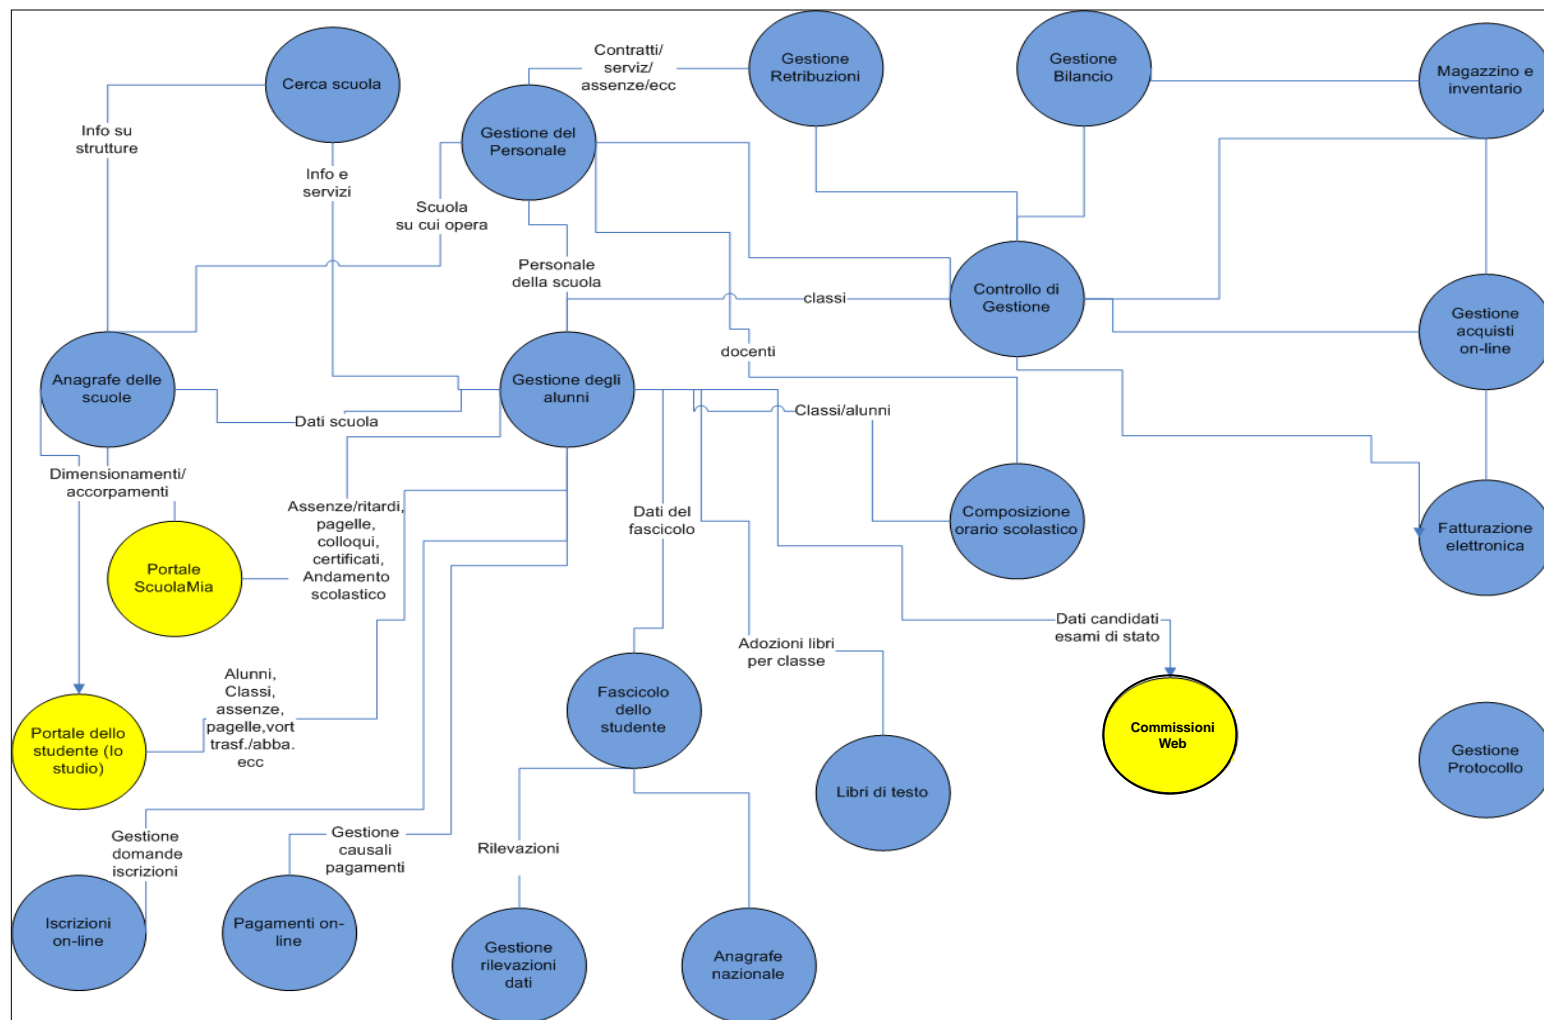 Cerca scuola
Contratti/
serviz/
assenze/ecc
Gestione
Retribuzioni
Gestione
Bilancio
Magazzino e
inventario
Info su
strutture
Gestione del
Personale
Info e
servizi
Scuola
su cui opera
Personale
della scuola
classi
Controllo di
Gestione
Gestione
acquisti
on-line
docenti
Anagrafe delle
scuole
Gestione degli
alunni
Dati scuola
Classi/alunni
Dimensionamenti/
accorpamenti
Assenze/ritardi,
pagelle,
colloqui,
certificati,
Andamento
scolastico
Dati del
fascicolo
Composizione
orario scolastico
Fatturazione
elettronica
Portale
ScuolaMia
Dati candidati
esami di stato
Adozioni libri
per classe
Alunni,
Classi,
assenze,
pagelle,vort
trasf./abba.
ecc
Fascicolo
dello
studente
Portale dello
studente (Io
studio)
Commissioni
Web
Gestione
Protocollo
Libri di testo
Gestione
domande
iscrizioni
Gestione
causali
pagamenti
Rilevazioni
Iscrizioni
on-line
Pagamenti on-
line
Gestione
rilevazioni
dati
Anagrafe
nazionale